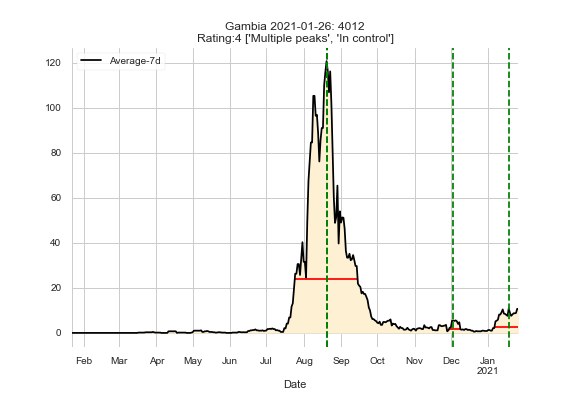 Gambia 2021-01-26: 4012
Rating:4 ['Multiple peaks', 'In control']
Average-7d
120
100
80
60
40
20
0
Feb Mar Apr May Jun Jul Aug Sep Oct Nov Dec Jan
2021
Date